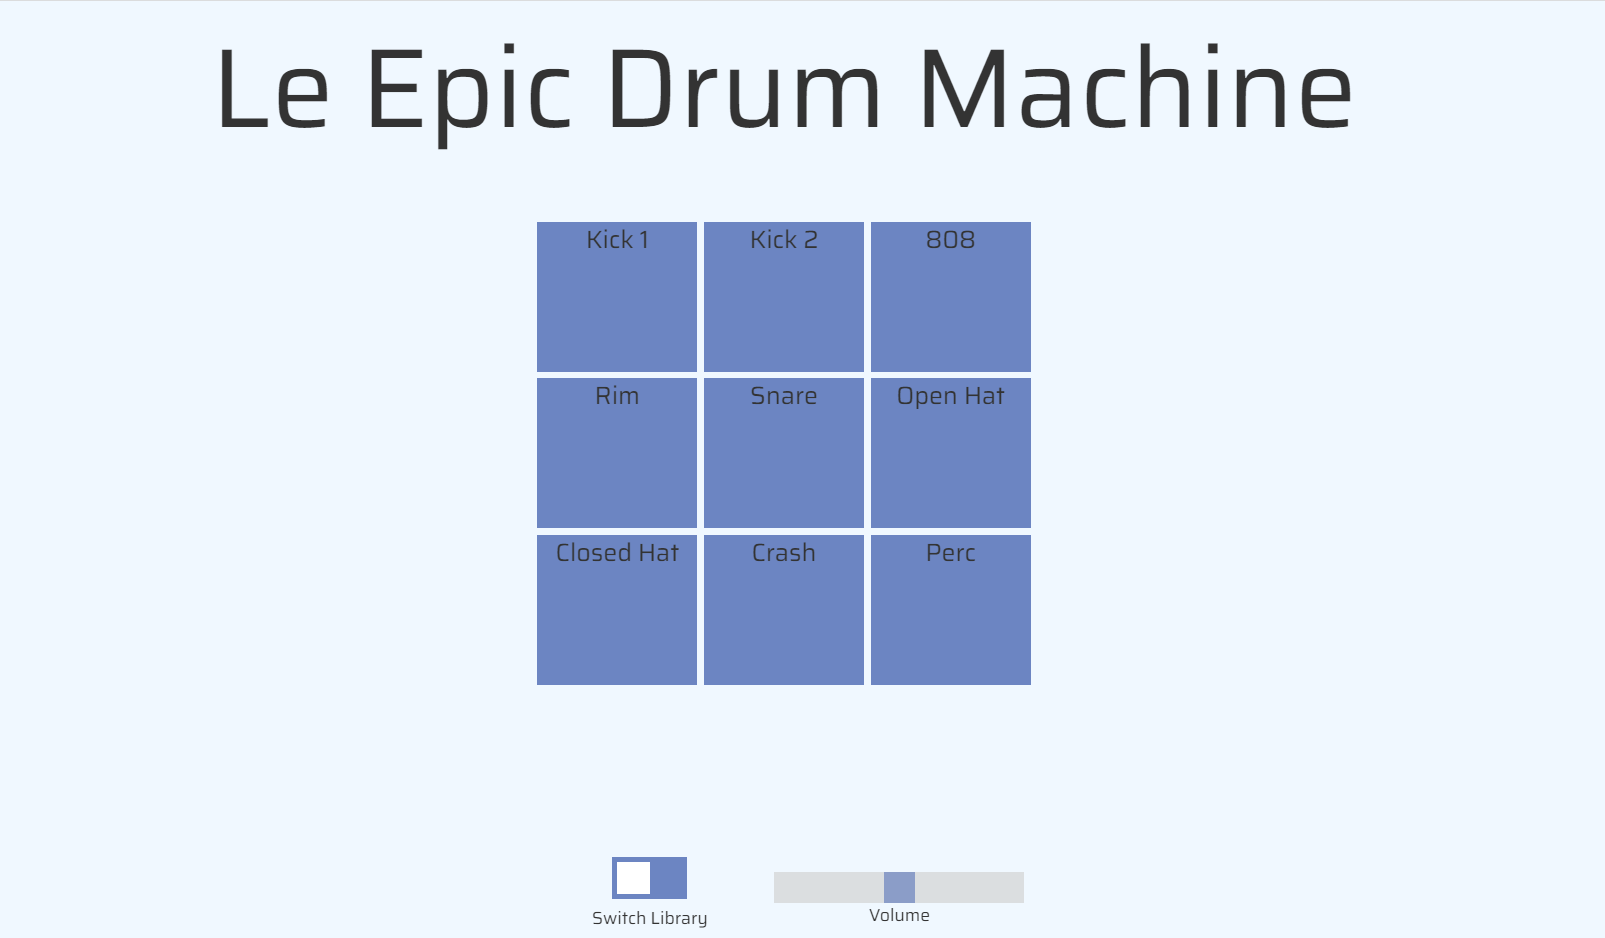 Le Epic Drum Machine
Kick 1
Kick 2
808
Rim
Snare
Open Hat
Closed Hat
Crash
Perc
Switch Library
Volume